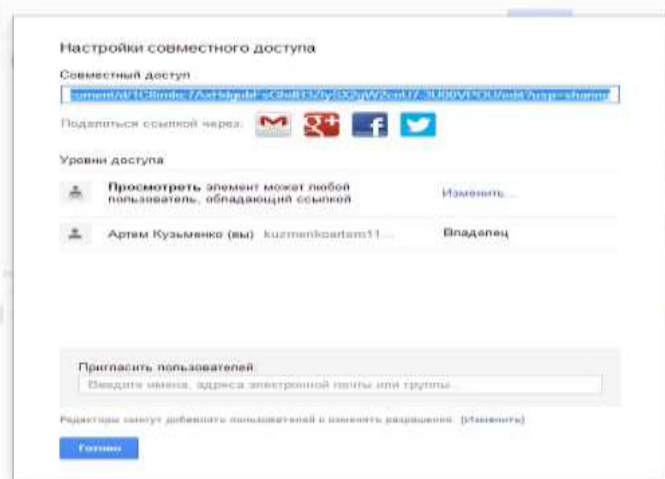 Настройки совместного доступа
Совместный доступ
Поделиться ссылкой через:
Уровни доступа
Просмотреть элемент может любой
пользователь, обладающий ссылкой
Изменить...
Артем Кузьменко (вы) kuzmenkoartem11...
Владелец
Пригласить пользователей:
Введите имена, адреса электронной почты или группы...
Редакторы смогут добавлять пользователей и изменять разрешения. [Изменить]
Готово